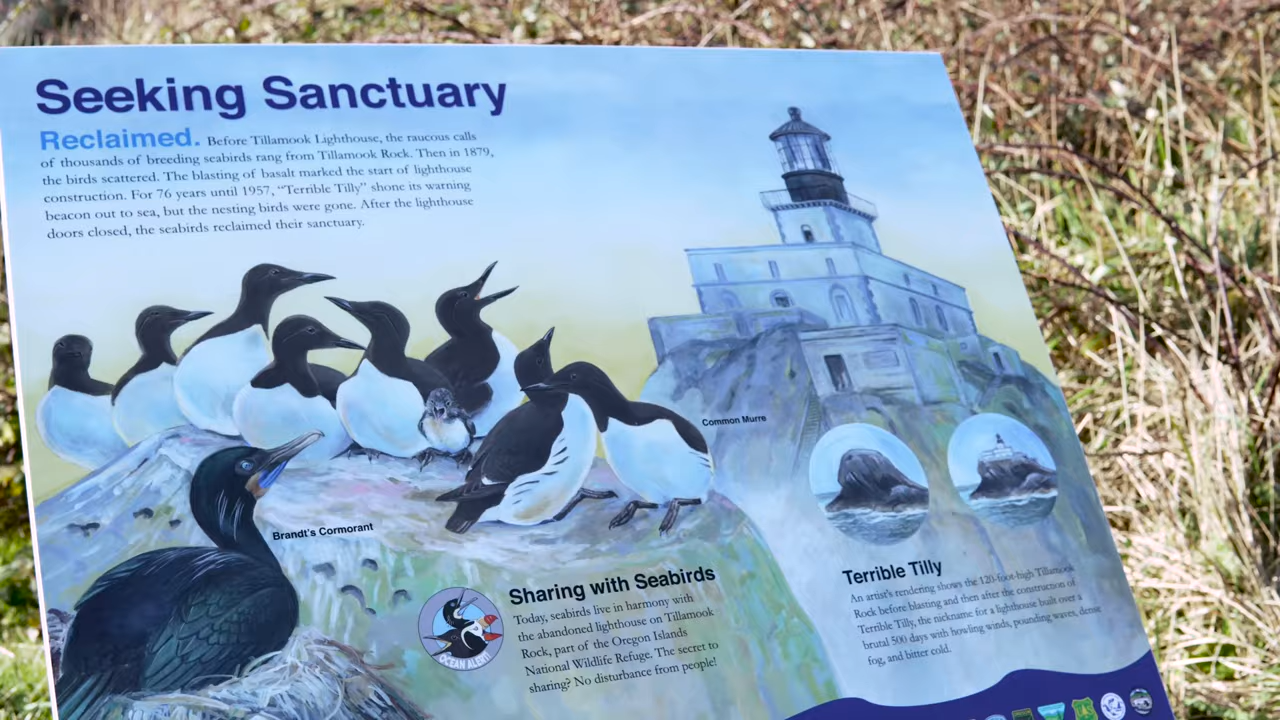 Seeking Sanctuary
Reclaimed. Before Tillamook Lighthouse, the raucous calls
of thousands of breeding seabirds rang from Tillamook Rock. Then in 1879,
the birds scattered. The blasting of basalt marked the start of lighthouse
construction. For 76 years until 1957, “Terrible Tilly” shone its warning
beacon out to sea, but the nesting birds were gone. After the lighthouse
doors closed, the seabirds reclaimed their sanctuary.
Common Murre
Brandt's Cormorant
Sharing with Seabirds
Today, seabirds live in harmony with
the abandoned lighthouse on Tillamook
Rock, part of the Oregon Islands
National Wildlife Refuge. The secret to
sharing? No disturbance from people!
OCEAN ALERT!
Terrible Tilly
An artist's rendering shows the 120-foot-high Tillamook
Rock before blasting and then after the construction of
Terrible Tilly, the nickname for a lighthouse built over a
brutal 500 days with howling winds, pounding waves, dense
fog, and bitter cold.